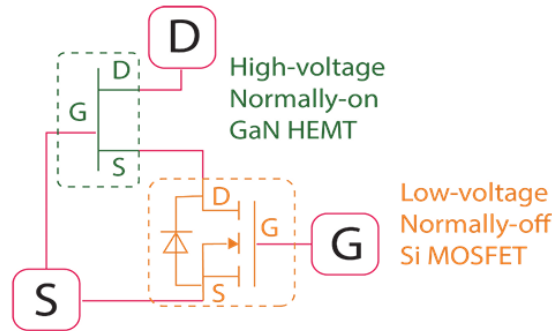 D
D
High-voltage
Normally-on
GaN HEMT
G
S
D
G
S
Low-voltage
Normally-off
Si MOSFET
G
S